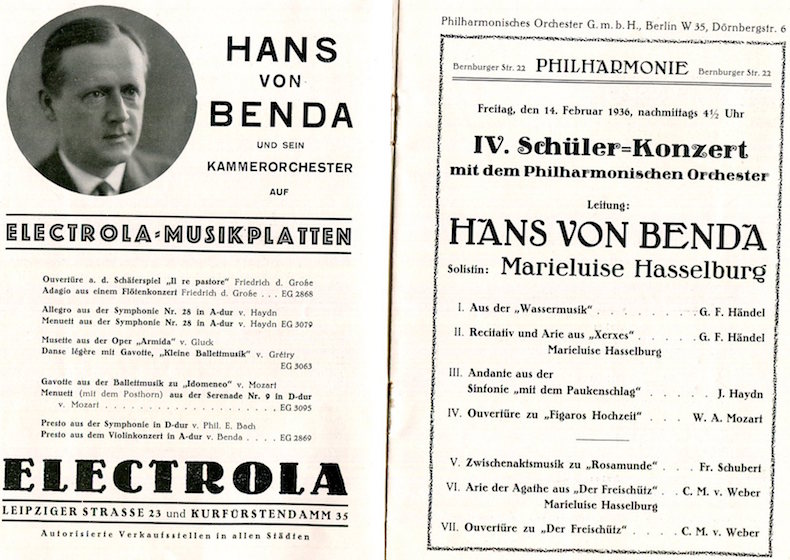 HANS
VON
BENDA
UND SEIN
KAMMERORCHESTER
AUF
ELECTROLA-MUSIKPLATTEN
Ouvertüre a. d. Schäferspiel „Il re pastore“ Friedrich d. Große
Adagio aus einem Flötenkonzert Friedrich d. Große . . . EG 2868
Allegro aus der Symphonie Nr. 28 in A-dur v. Haydn
Menuett aus der Symphonie Nr. 28 in A-dur v. Haydn EG 3079
Musette aus der Oper „Armida“ v. Gluck
Danse légère mit Gavotte, „Kleine Ballettmusik“ v. Grétry
EG 3063
Gavotte aus der Ballettmusik zu „Idomeneo“ v. Mozart
Menuett (mit dem Posthorn) aus der Serenade Nr. 9 in D-dur
v. Mozart . . . . . . . . . . . . . . . . . . . . EG 3095
Presto aus der Symphonie in D-dur v. Phil. E. Bach
Presto aus dem Violinkonzert in A-dur v. Benda . . . . EG 2869
ELECTROLA
LEIPZIGER STRASSE 23 und KURFÜRSTENDAMM 35
Autorisierte Verkaufsstellen in allen Städten
Philharmonisches Orchester G. m. b. H., Berlin W 35, Dörnbergstr. 6
Bernburger Str. 22 PHILHARMONIE Bernburger Str. 22
Freitag, den 14. Februar 1936, nachmittags 4½ Uhr
IV. Schüler=Konzert
mit dem Philharmonischen Orchester
Leitung:
HANS VON BENDA
Solistin: Marieluise Hasselburg
I. Aus der „Wassermusik“ . . . . . . . . . G. F. Händel
II. Recitativ und Arie aus „Xerxes“ . . . G. F. Händel
Marieluise Hasselburg
III. Andante aus der
Sinfonie „mit dem Paukenschlag“ . . . . . . J. Haydn
IV. Ouvertüre zu „Figaros Hochzeit“ . . . W. A. Mozart
V. Zwischenaktsmusik zu „Rosamunde“ . . . Fr. Schubert
VI. Arie der Agathe aus „Der Freischütz“ . C. M. v. Weber
Marieluise Hasselburg
VII. Ouvertüre zu „Der Freischütz“ . . . . C. M. v. Weber